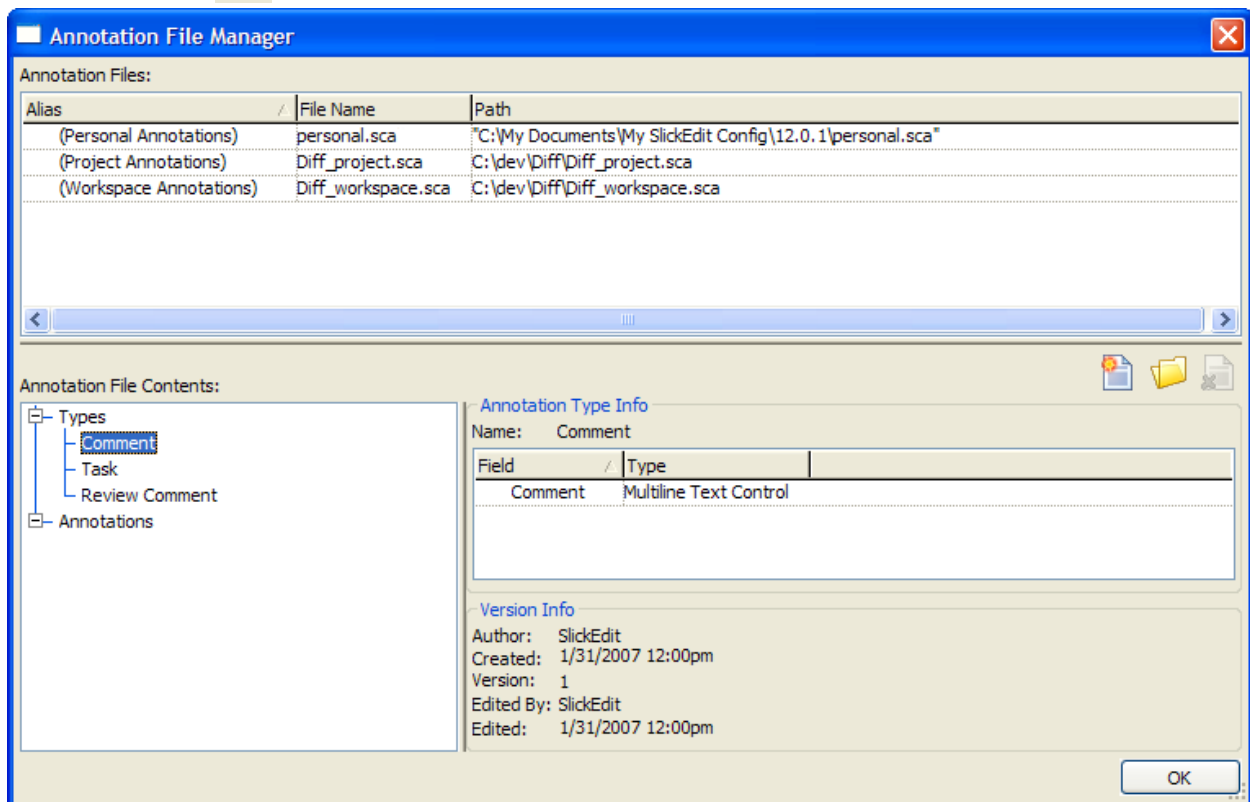 Annotation File Manager
Annotation Files:
Alias File Name Path
(Personal Annotations) personal.sca "C:\My Documents\My SlickEdit Config\12.0.1\personal.sca"
(Project Annotations) Diff_project.sca C:\dev\Diff\Diff_project.sca
(Workspace Annotations) Diff_workspace.sca C:\dev\Diff\Diff_workspace.sca
Annotation File Contents:
Types
Comment
Task
Review Comment
Annotations
Annotation Type Info
Name: Comment
Field Type
Comment Multiline Text Control
Version Info
Author: SlickEdit
Created: 1/31/2007 12:00pm
Version: 1
Edited By: SlickEdit
Edited: 1/31/2007 12:00pm
OK